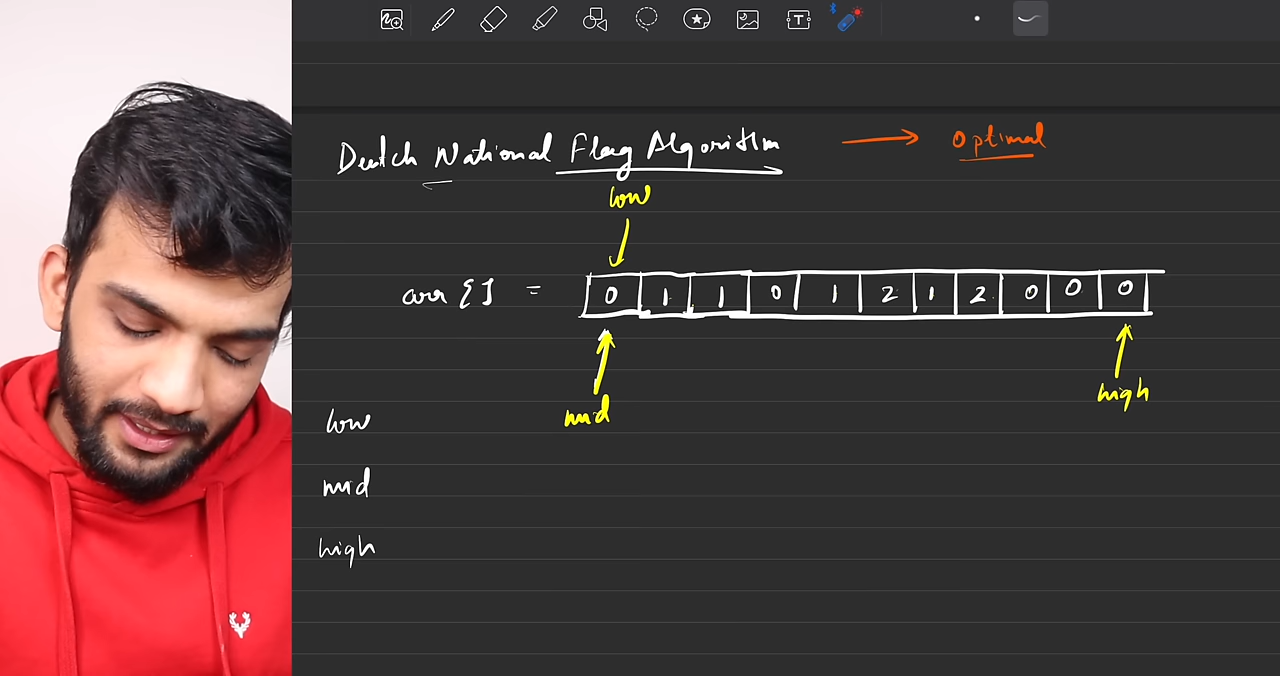 Dutch National Flag Algorithm → Optimal
low
arr [] = 0 1 1 0 1 2 1 2 0 0 0
mid high
low
mid
high